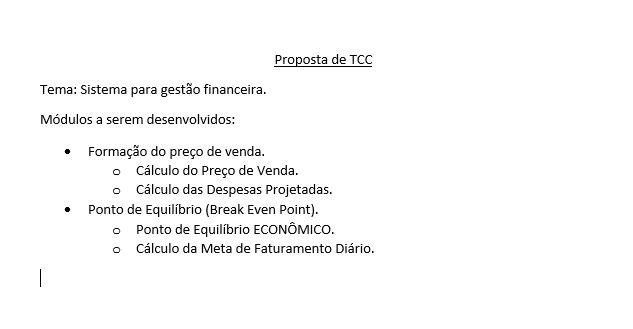 Proposta de TCC
Tema: Sistema para gestão financeira.
Módulos a serem desenvolvidos:
• Formação do preço de venda.
o Cálculo do Preço de Venda.
o Cálculo das Despesas Projetadas.
• Ponto de Equilíbrio (Break Even Point).
o Ponto de Equilíbrio ECONÔMICO.
o Cálculo da Meta de Faturamento Diário.